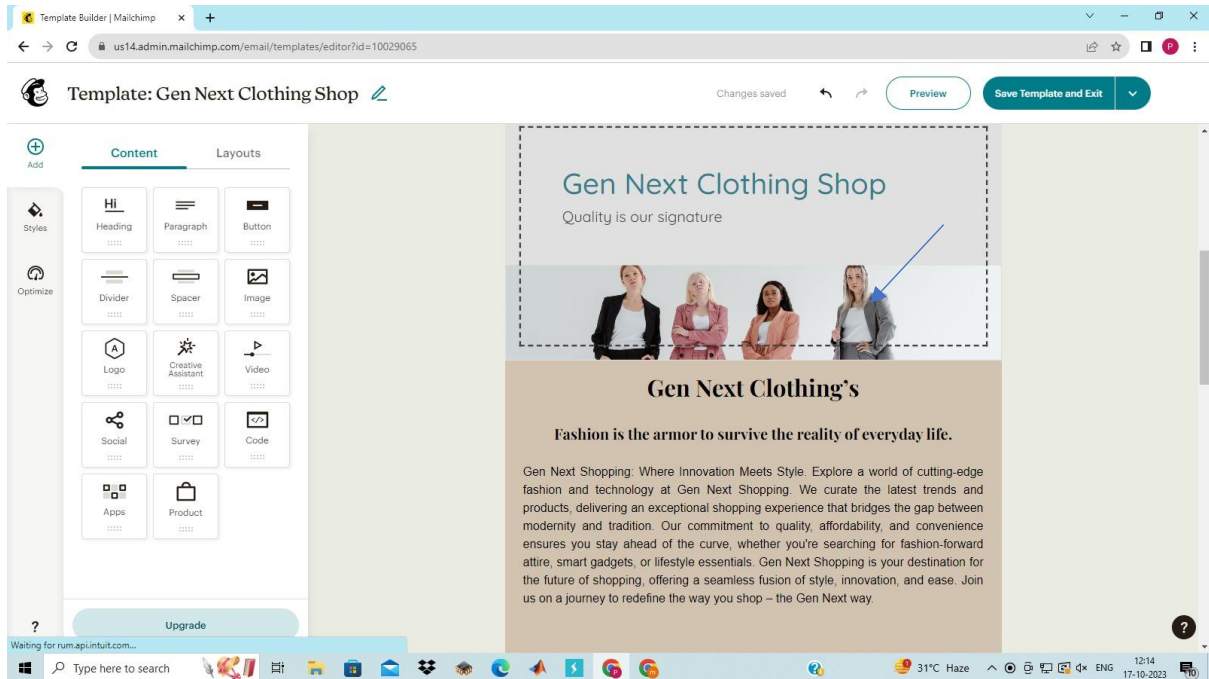 Template Builder | Mailchimp
us14.admin.mailchimp.com/email/templates/editor?id=10029065
P
Template: Gen Next Clothing Shop
Changes saved
Preview
Save Template and Exit
Add
Content Layouts
Styles
Optimize
Hi
Heading Paragraph Button
Divider Spacer Image
A
Logo Creative Assistant Video
Social Survey Code
Apps Product
Upgrade
?
Gen Next Clothing Shop
Quality is our signature
Gen Next Clothing's
Fashion is the armor to survive the reality of everyday life.
Gen Next Shopping: Where Innovation Meets Style. Explore a world of cutting-edge
fashion and technology at Gen Next Shopping. We curate the latest trends and
products, delivering an exceptional shopping experience that bridges the gap between
modernity and tradition. Our commitment to quality, affordability, and convenience
ensures you stay ahead of the curve, whether you're searching for fashion-forward
attire, smart gadgets, or lifestyle essentials. Gen Next Shopping is your destination for
the future of shopping, offering a seamless fusion of style, innovation, and ease. Join
us on a journey to redefine the way you shop – the Gen Next way.
?
Waiting for rum.api.intuit.com...
Type here to search
31°C Haze
ENG
12:14
17-10-2023
10